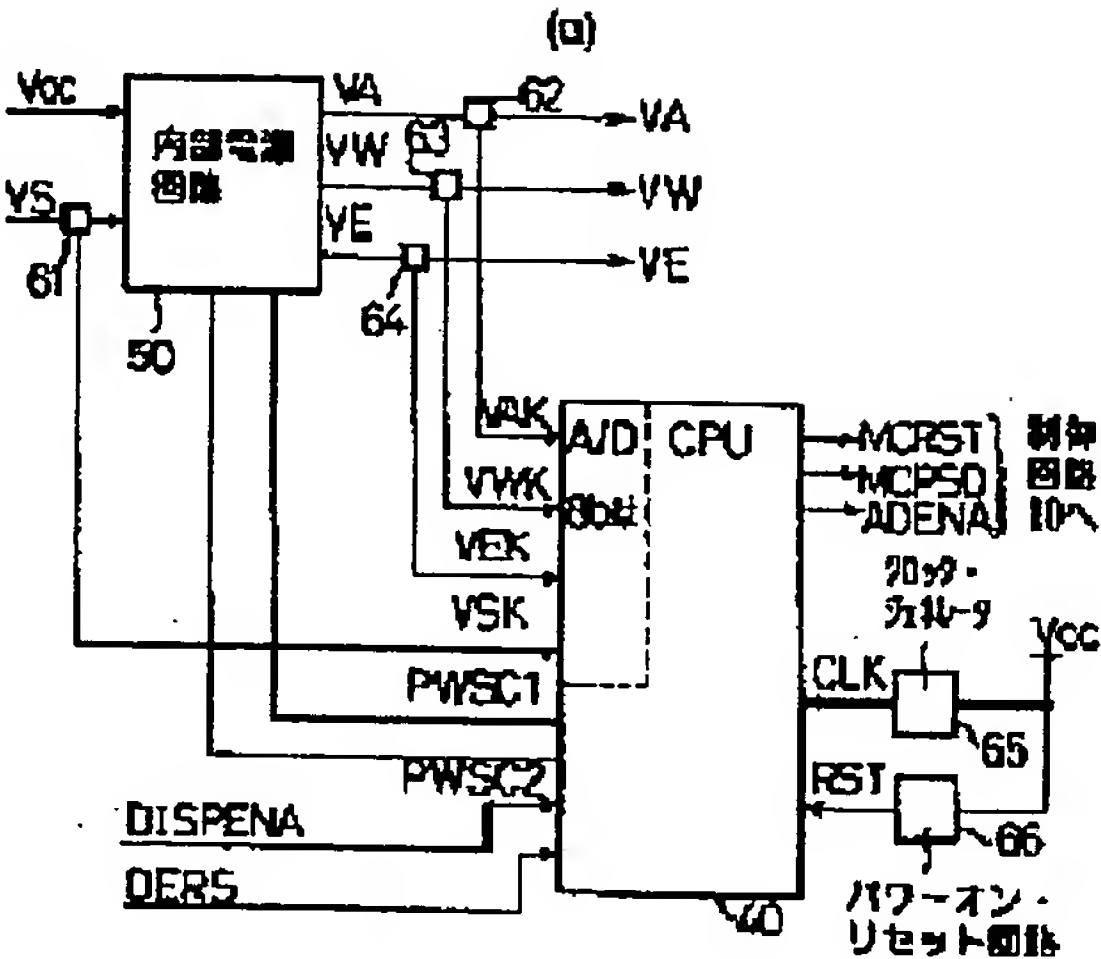 (a)
Vcc
VS
61
内部電源
回路
50
VA
VW
VE
62
63
64
VA
VW
VE
VAK
VWK
VEK
VSK
PWSC1
PWSC2
DISPENA
A/D
8bit
CPU
40
MCRST
MCPSD
ADENA
制御
回路
10へ
クロック・
ジェネレータ
Vcc
CLK
65
RST
66
パワーオン・
リセット回路